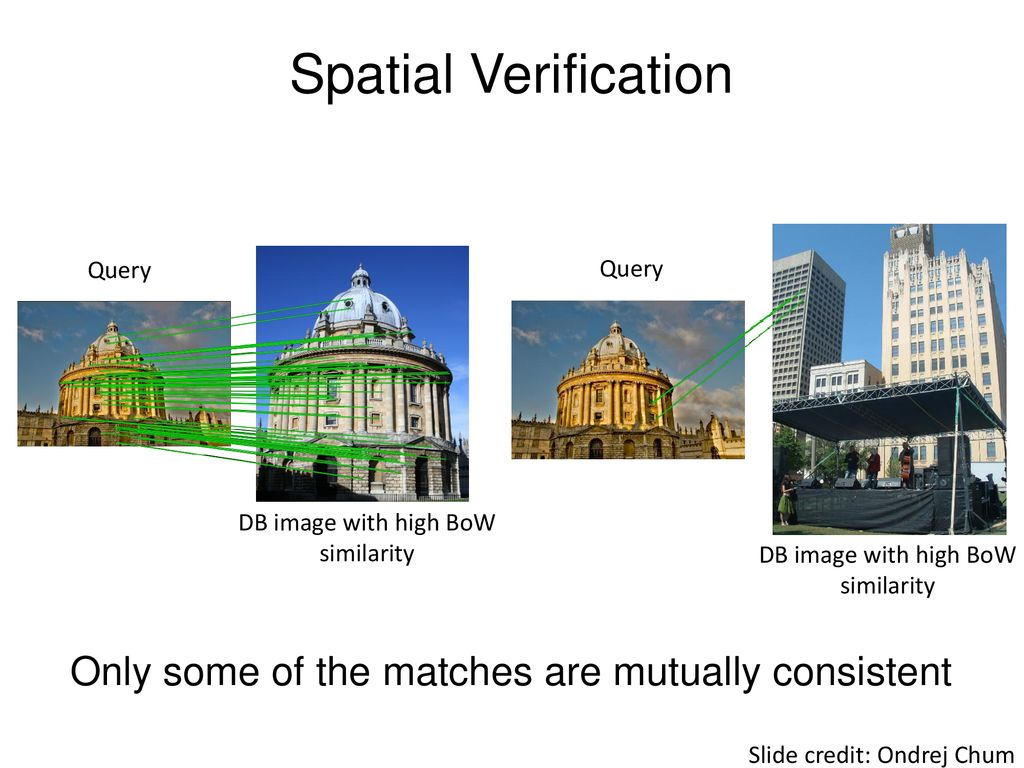 Spatial Verification
Query
Query
DB image with high BoW
similarity
DB image with high BoW
similarity
Only some of the matches are mutually consistent
Slide credit: Ondrej Chum